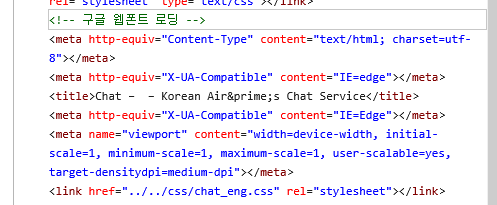 rel="stylesheet" type="text/css"></link>
<!-- 구글 웹폰트 로딩 -->
<meta http-equiv="Content-Type" content="text/html; charset=utf-
8"></meta>
<meta http-equiv="X-UA-Compatible" content="IE=edge"></meta>
<title>Chat –  – Korean Air&prime;s Chat Service</title>
<meta http-equiv="X-UA-Compatible" content="IE=Edge"></meta>
<meta name="viewport" content="width=device-width, initial-
scale=1, minimum-scale=1, maximum-scale=1, user-scalable=yes,
target-densitydpi=medium-dpi"></meta>
<link href="../../css/chat_eng.css" rel="stylesheet"></link>